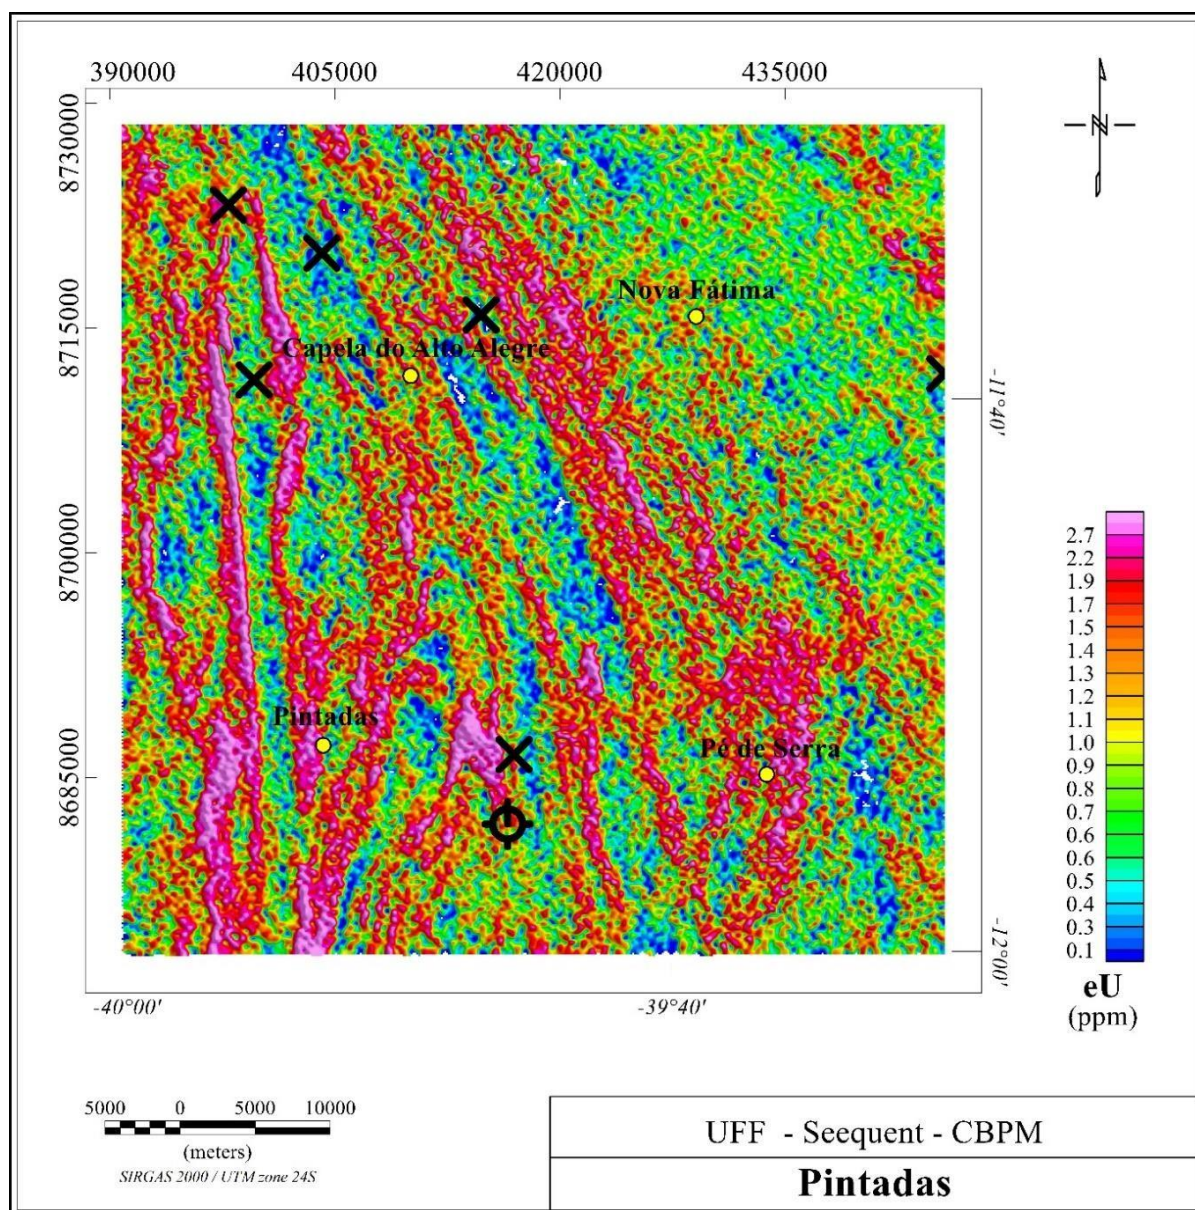 390000 405000 420000 435000
8730000
8715000
8700000
8685000
N
Nova Fátima
Capela do Alto Alegre
Pintadas
Pé de Serra
-11°40'
-12°00'
-40°00' -39°40'
2.7
2.2
1.9
1.7
1.5
1.4
1.3
1.2
1.1
1.0
0.9
0.8
0.7
0.6
0.6
0.5
0.4
0.3
0.1
eU
(ppm)
5000 0 5000 10000
(meters)
SIRGAS 2000 / UTM zone 24S
UFF - Seequent - CBPM
Pintadas